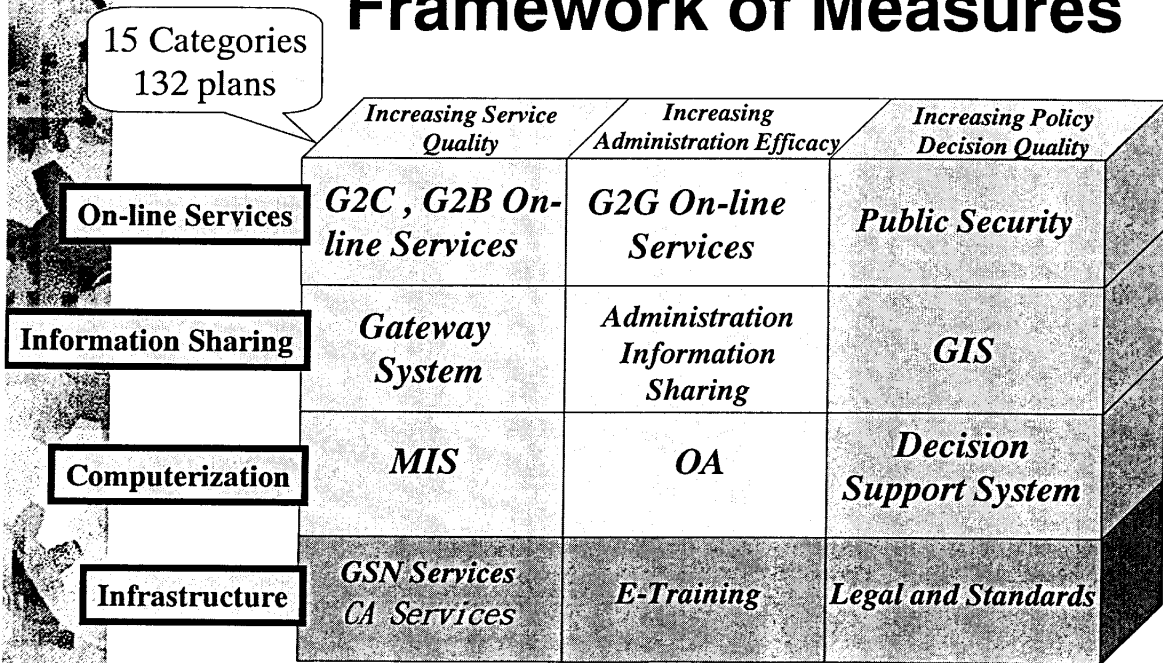 Framework of Measures
15 Categories
132 plans
Increasing Service
Quality
Increasing
Administration Efficacy
Increasing Policy
Decision Quality
On-line Services
G2C , G2B On-
line Services
G2G On-line
Services
Public Security
Information Sharing
Gateway
System
Administration
Information
Sharing
GIS
Computerization
MIS
OA
Decision
Support System
Infrastructure
GSN Services
CA Services
E-Training
Legal and Standards